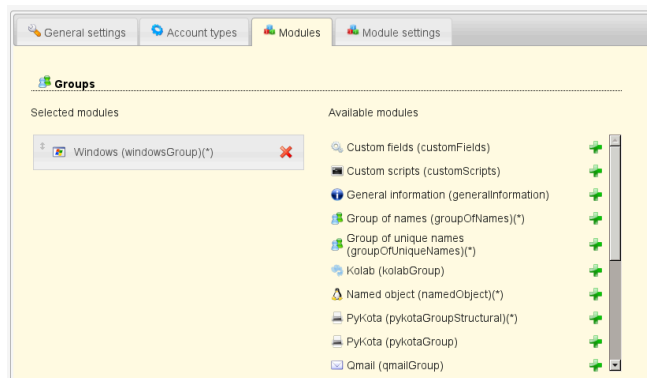 General settings
Account types
Modules
Module settings
Groups
Selected modules
Available modules
Windows (windowsGroup)(*)
Custom fields (customFields)
Custom scripts (customScripts)
General information (generalInformation)
Group of names (groupOfNames)(*)
Group of unique names
(groupOfUniqueNames)(*)
Kolab (kolabGroup)
Named object (namedObject)(*)
PyKota (pykotaGroupStructural)(*)
PyKota (pykotaGroup)
Qmail (qmailGroup)